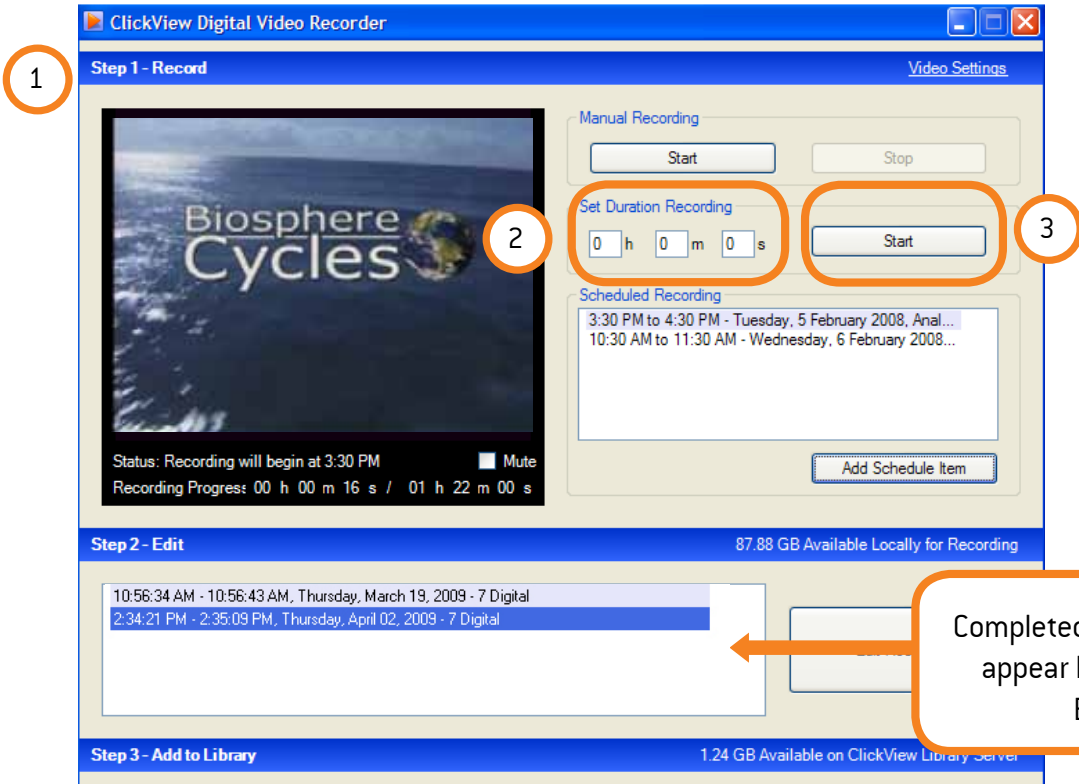 ClickView Digital Video Recorder
1
Step 1 - Record
Video Settings
Biosphere
Cycles
Status: Recording will begin at 3:30 PM
Mute
Recording Progress 00 h 00 m 16 s / 01 h 22 m 00 s
Manual Recording
Start
Stop
2
Set Duration Recording
0 h 0 m 0 s
Start
3
Scheduled Recording
3:30 PM to 4:30 PM - Tuesday, 5 February 2008, Anal...
10:30 AM to 11:30 AM - Wednesday, 6 February 2008...
Add Schedule Item
Step 2 - Edit
87.88 GB Available Locally for Recording
10:56:34 AM - 10:56:43 AM, Thursday, March 19, 2009 - 7 Digital
2:34:21 PM - 2:35:09 PM, Thursday, April 02, 2009 - 7 Digital
Completed
appear
Step 3 - Add to Library
1.24 GB Available on ClickView Library Server